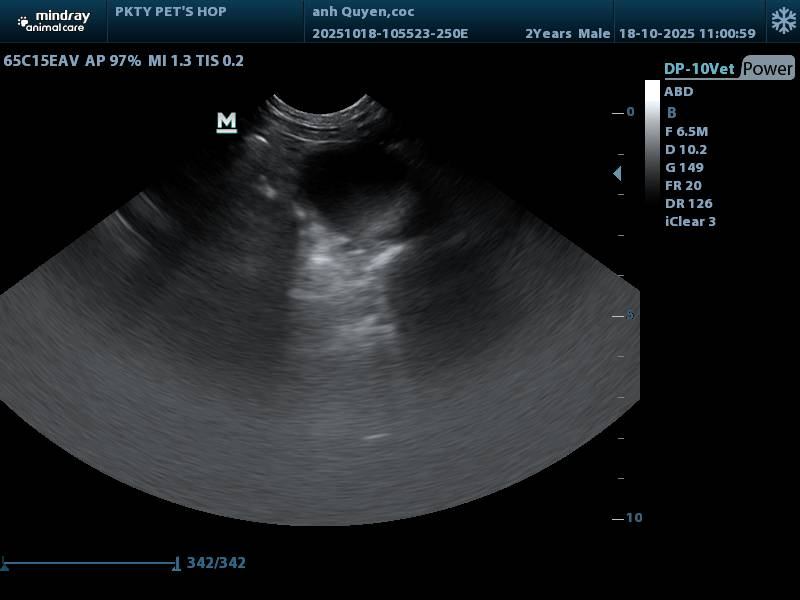 mindray
animal care
PKTY PET'S HOP
anh Quyen,coc
20251018-105523-250E
2Years Male
18-10-2025 11:00:59
65C15EAV AP 97% MI 1.3 TIS 0.2
DP-10Vet
Power
M
ABD
B
F 6.5M
D 10.2
G 149
FR 20
DR 126
iClear 3
0
5
10
342/342